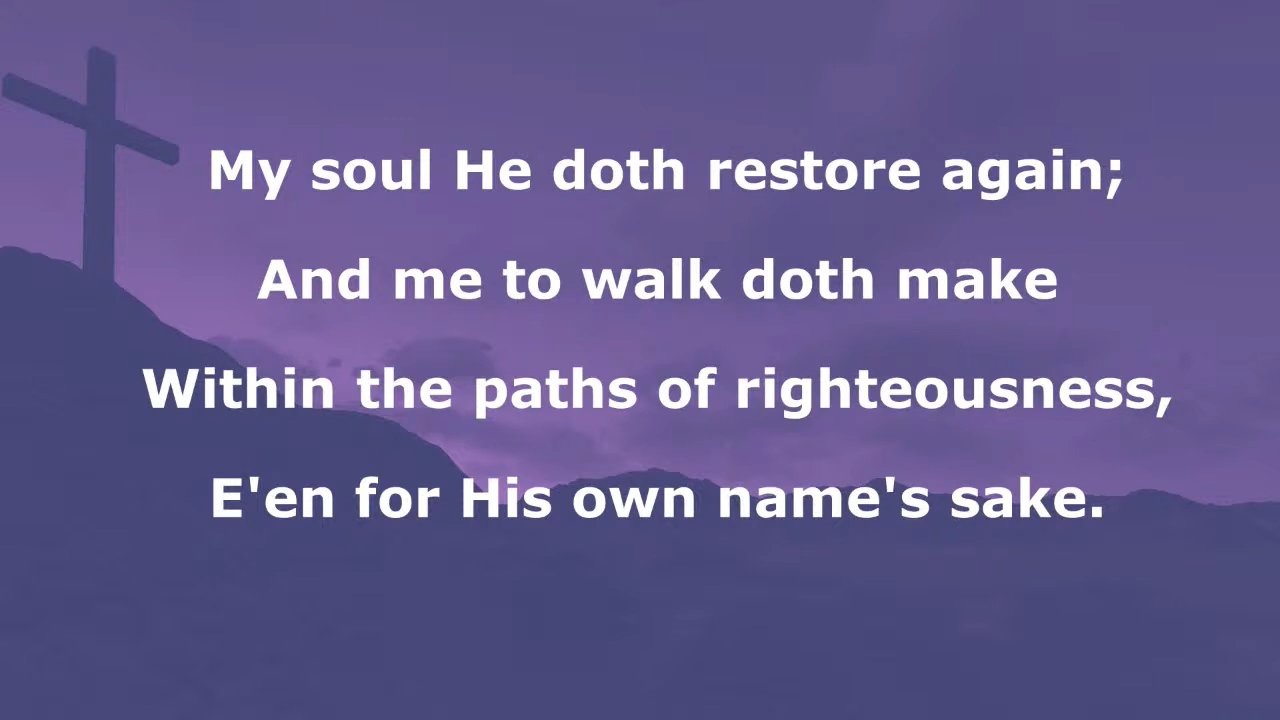 My soul He doth restore again;
And me to walk doth make
Within the paths of righteousness,
E'en for His own name's sake.